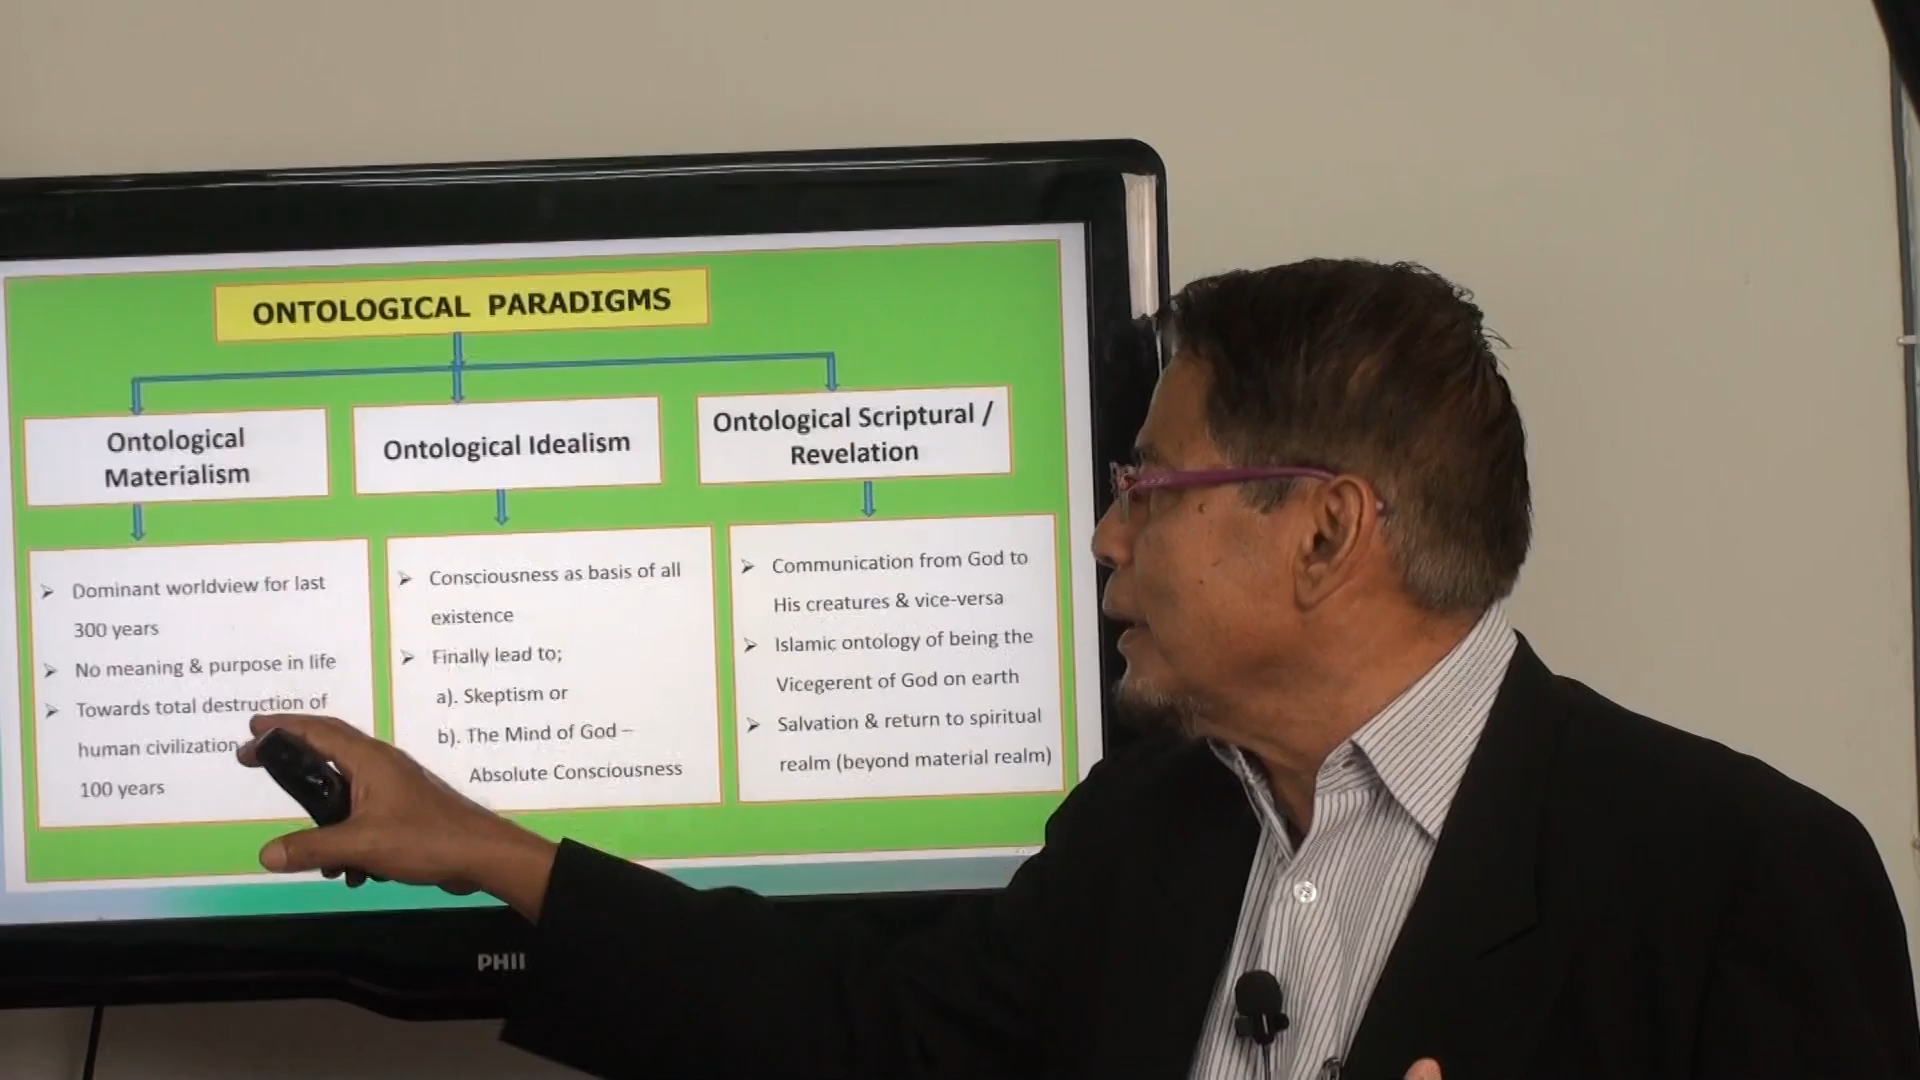 ONTOLOGICAL PARADIGMS
Ontological
Materialism
Dominant worldview for last
300 years
No meaning & purpose in life
Towards total destruction of
human civilization
100 years
Ontological Idealism
Consciousness as basis of all
existence
Finally lead to;
a). Skeptism or
b). The Mind of God –
Absolute Consciousness
Ontological Scriptural /
Revelation
Communication from God to
His creatures & vice-versa
Islamic ontology of being the
Vicegerent of God on earth
Salvation & return to spiritual
realm (beyond material realm)
PHII